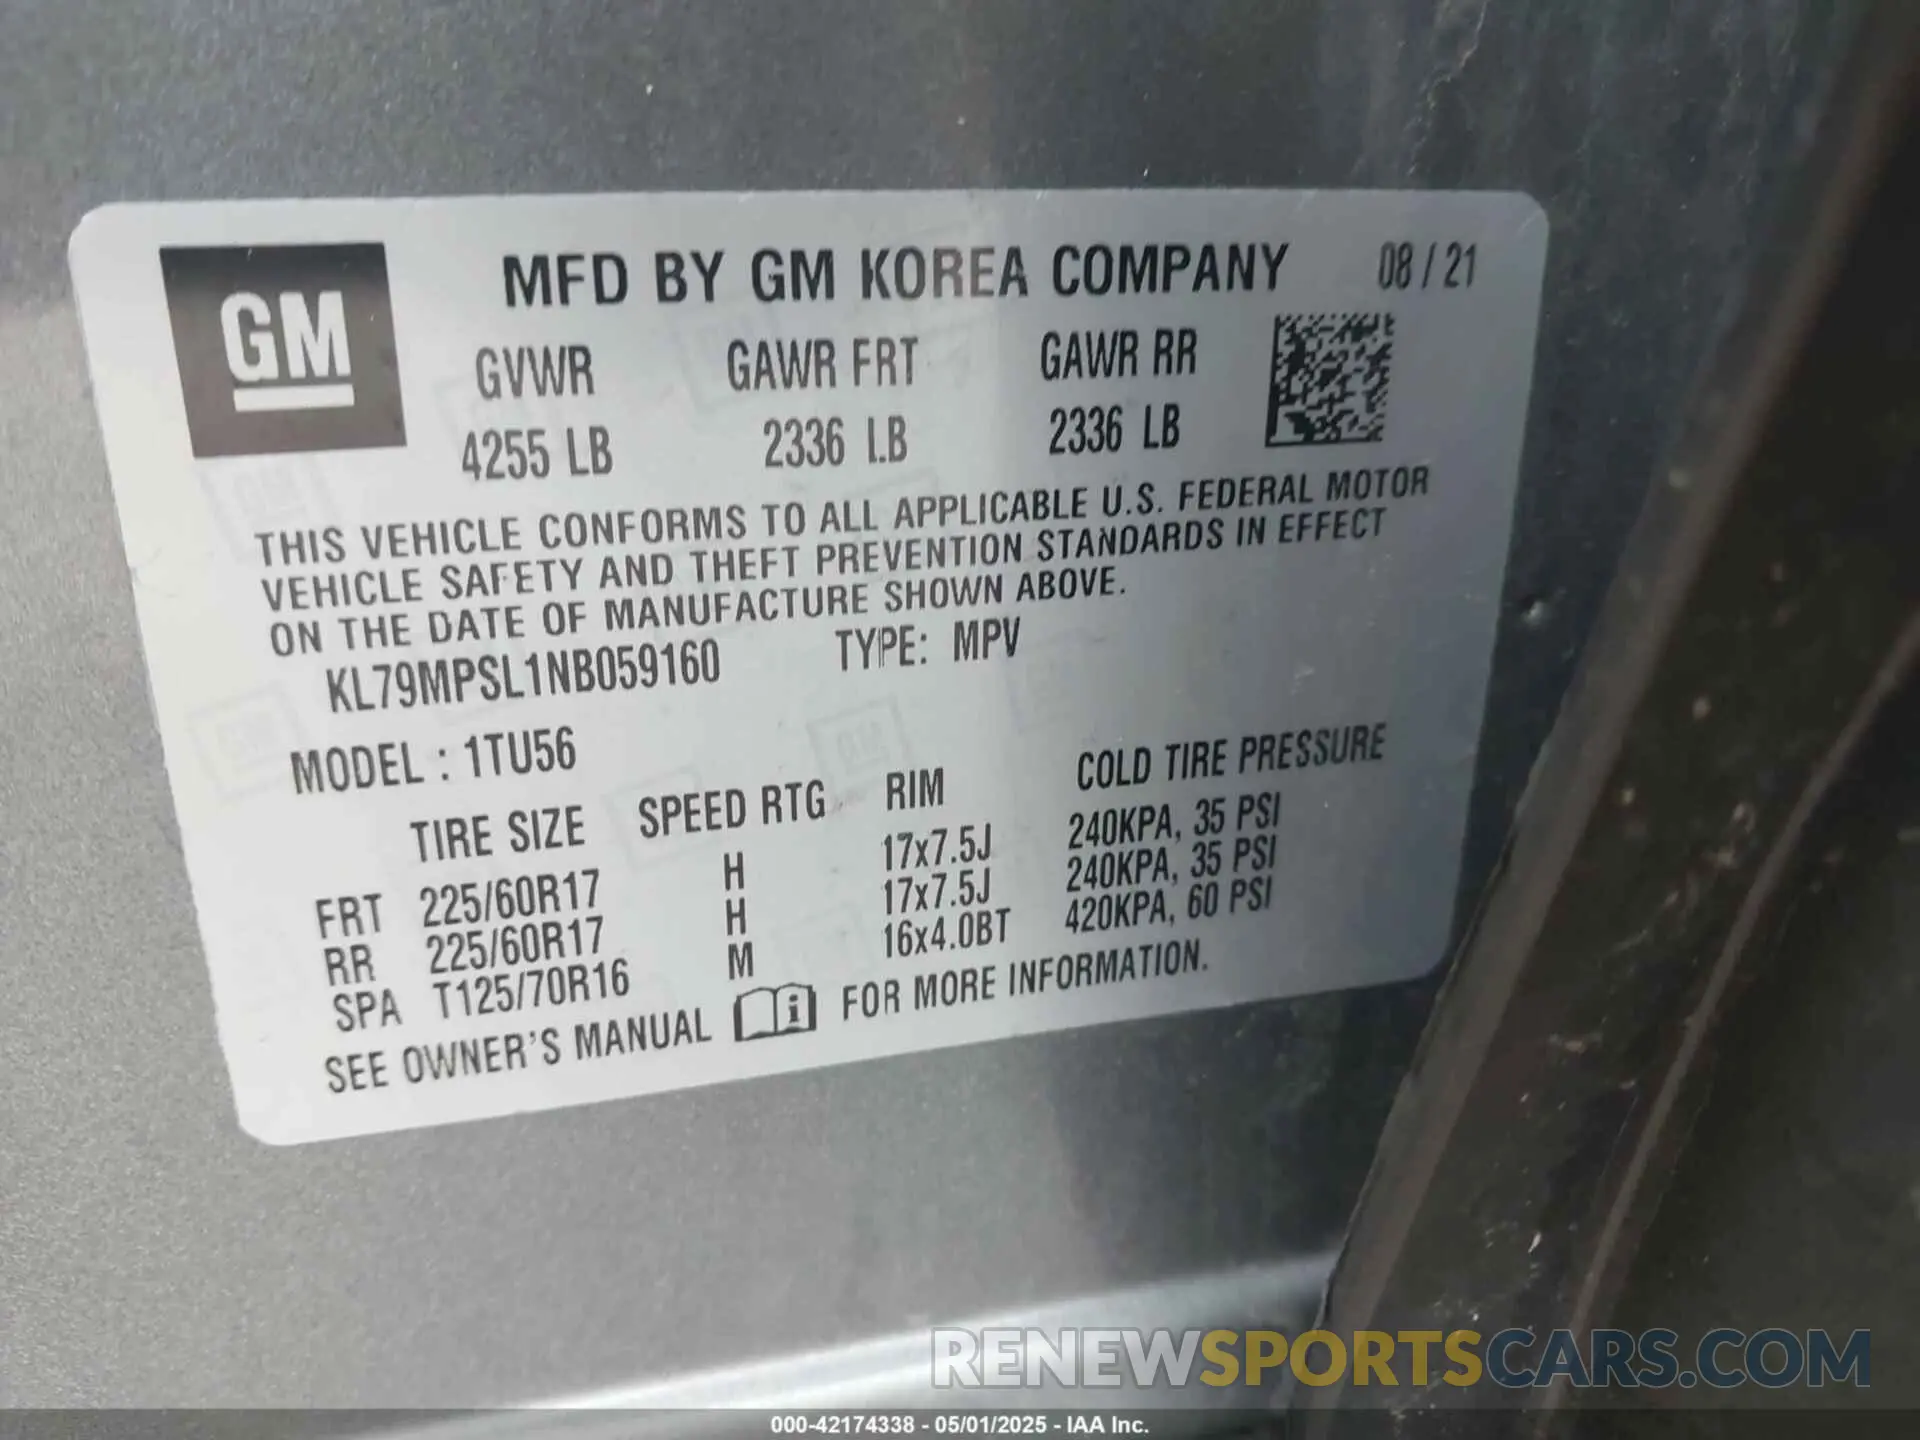 GM
MFD BY GM KOREA COMPANY 08 / 21
GVWR GAWR FRT GAWR RR
4255 LB 2336 LB 2336 LB
THIS VEHICLE CONFORMS TO ALL APPLICABLE U.S. FEDERAL MOTOR
VEHICLE SAFETY AND THEFT PREVENTION STANDARDS IN EFFECT
ON THE DATE OF MANUFACTURE SHOWN ABOVE.
KL79MPSL1NB059160 TYPE: MPV
MODEL : 1TU56
TIRE SIZE SPEED RTG RIM COLD TIRE PRESSURE
FRT 225/60R17 H 17x7.5J 240KPA, 35 PSI
RR 225/60R17 H 17x7.5J 240KPA, 35 PSI
SPA T125/70R16 M 16x4.0BT 420KPA, 60 PSI
SEE OWNER'S MANUAL i FOR MORE INFORMATION.
RENEWSPORTSCARS.COM
000-42174338 - 05/01/2025 - IAA Inc.